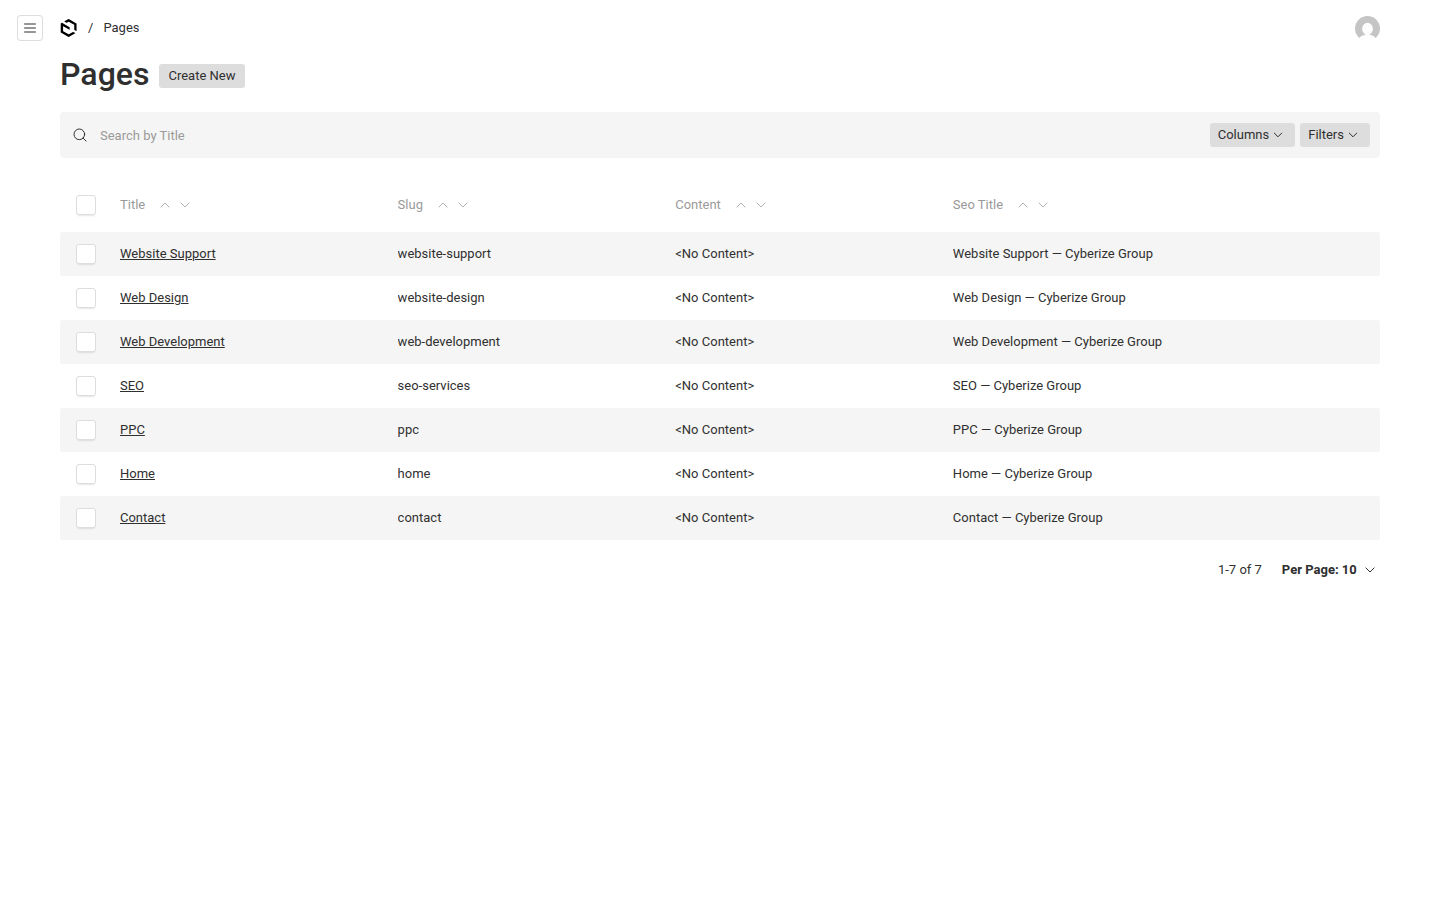 / Pages
Pages Create New
Search by Title Columns Filters
Title Slug Content Seo Title
Website Support website-support <No Content> Website Support — Cyberize Group
Web Design website-design <No Content> Web Design — Cyberize Group
Web Development web-development <No Content> Web Development — Cyberize Group
SEO seo-services <No Content> SEO — Cyberize Group
PPC ppc <No Content> PPC — Cyberize Group
Home home <No Content> Home — Cyberize Group
Contact contact <No Content> Contact — Cyberize Group
1-7 of 7 Per Page: 10